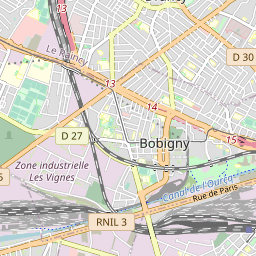 D 30
Le Raincy
13
13
14
15
D 27
Bobigny
Zone industrielle
Les Vignes
Canal de l'Ourcq
Rue de Paris
RNIL 3